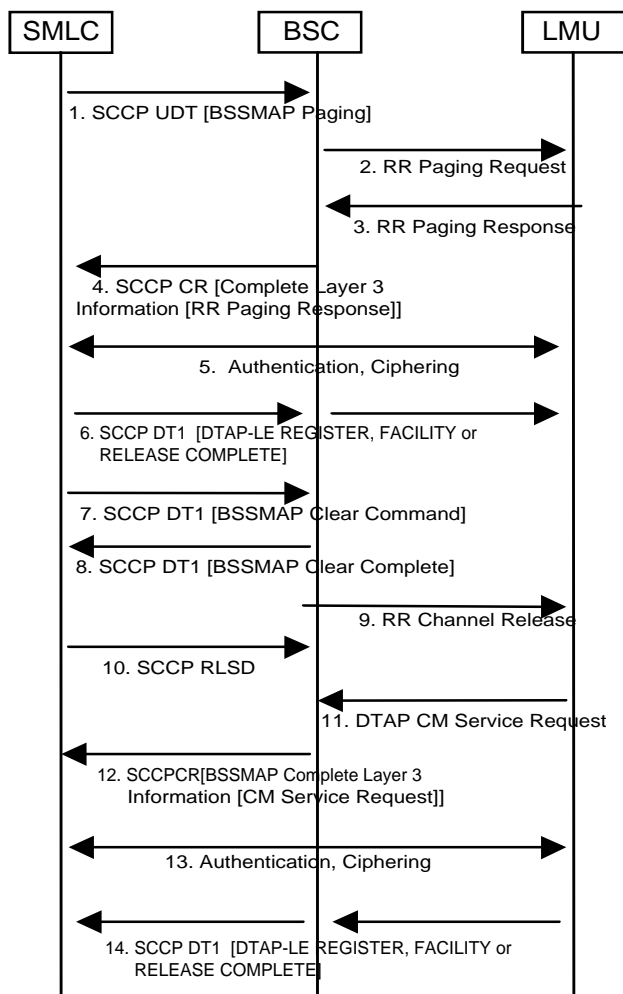 SMLC
BSC
LMU
1. SCCP UDT [BSSMAP Paging]
2. RR Paging Request
3. RR Paging Response
4. SCCP CR [Complete Layer 3
Information [RR Paging Response]]
5. Authentication, Ciphering
6. SCCP DT1 [DTAP-LE REGISTER, FACILITY or
RELEASE COMPLETE]
7. SCCP DT1 [BSSMAP Clear Command]
8. SCCP DT1 [BSSMAP Clear Complete]
9. RR Channel Release
10. SCCP RLSD
11. DTAP CM Service Request
12. SCCPCR[BSSMAP Complete Layer 3
Information [CM Service Request]]
13. Authentication, Ciphering
14. SCCP DT1 [DTAP-LE REGISTER, FACILITY or
RELEASE COMPLETE]